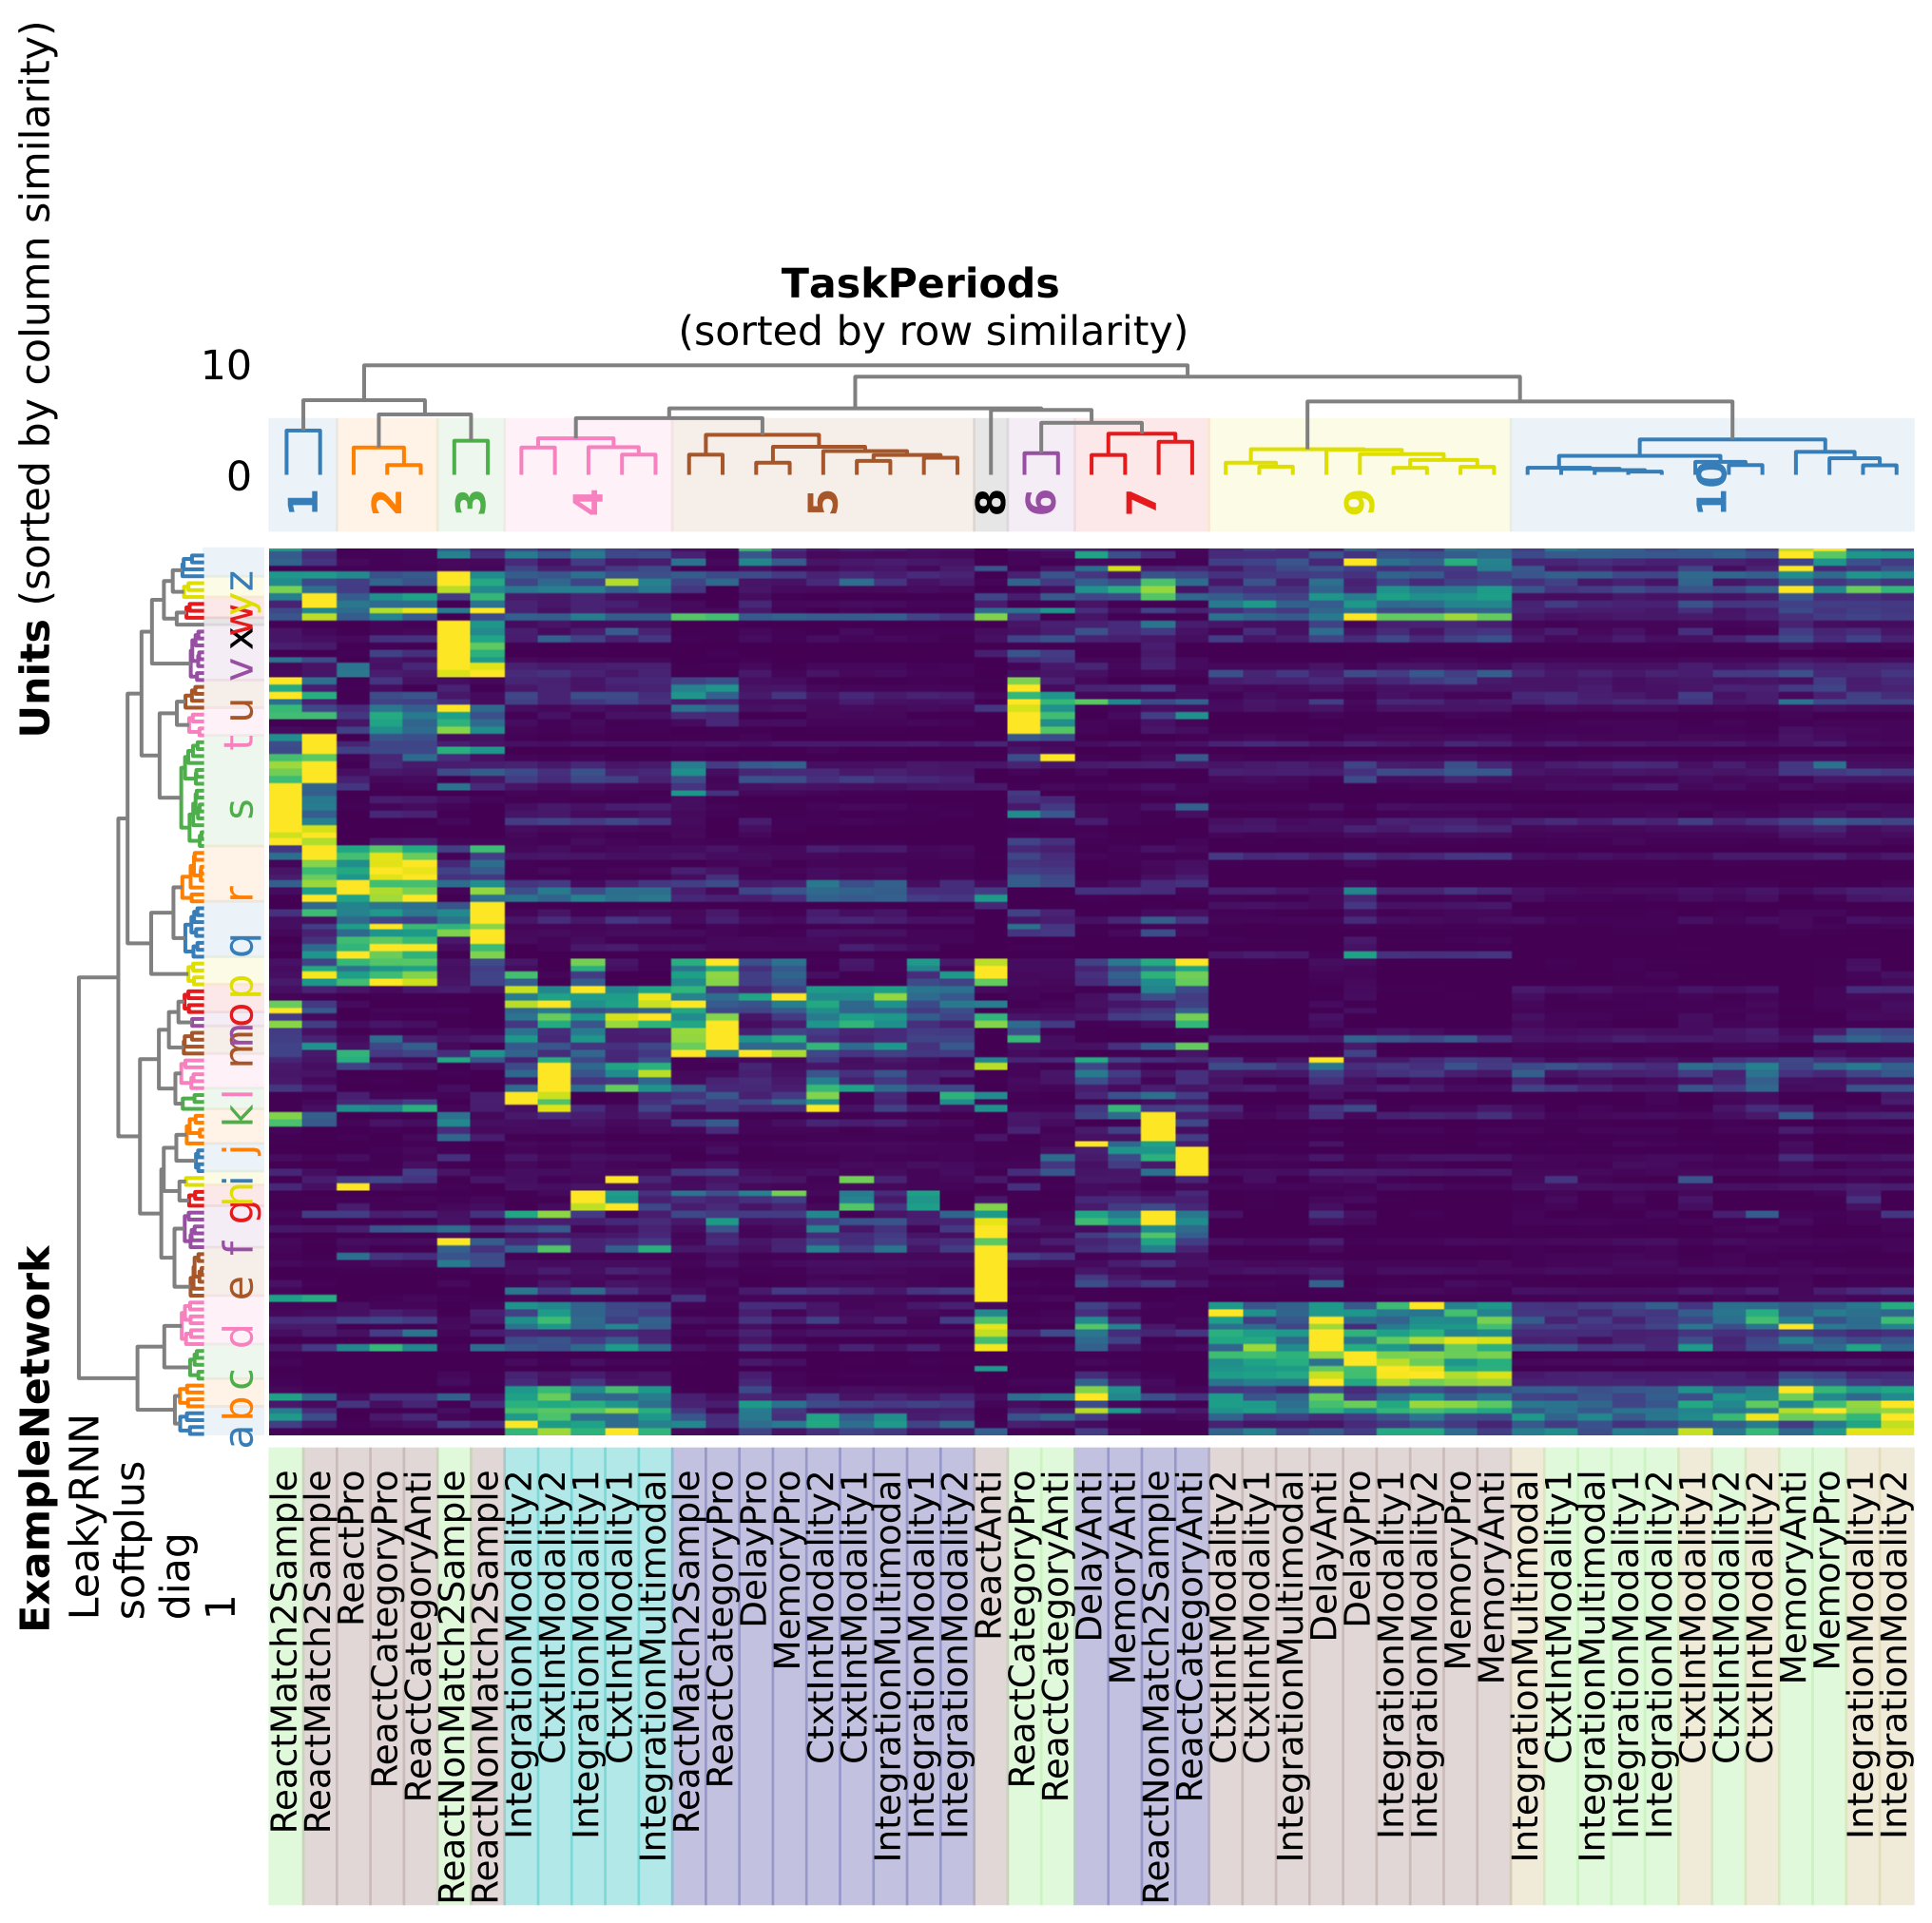 TaskPeriods
(sorted by row similarity)
10
0
1
2
3
4
5
8
6
7
9
10
Units (sorted by column similarity)
z
y
w
x
v
u
t
s
r
q
p
o
n
m
l
k
j
i
h
g
f
e
d
c
b
a
ExampleNetwork
LeakyRNN
softplus
diag
1
ReactMatch2Sample
ReactMatch2Sample
ReactPro
ReactCategoryPro
ReactCategoryAnti
ReactNonMatch2Sample
ReactNonMatch2Sample
IntegrationModality2
CtxtIntModality2
IntegrationModality1
CtxtIntModality1
IntegrationMultimodal
ReactMatch2Sample
ReactCategoryPro
DelayPro
MemoryPro
CtxtIntModality2
CtxtIntModality1
IntegrationMultimodal
IntegrationModality1
IntegrationModality2
ReactAnti
ReactCategoryPro
ReactCategoryAnti
DelayAnti
MemoryAnti
ReactNonMatch2Sample
ReactCategoryAnti
CtxtIntModality2
CtxtIntModality1
IntegrationMultimodal
DelayAnti
DelayPro
IntegrationModality1
IntegrationModality2
MemoryPro
MemoryAnti
IntegrationMultimodal
CtxtIntModality1
IntegrationMultimodal
IntegrationModality1
IntegrationModality2
CtxtIntModality1
CtxtIntModality2
CtxtIntModality2
MemoryAnti
MemoryPro
IntegrationModality1
IntegrationModality2